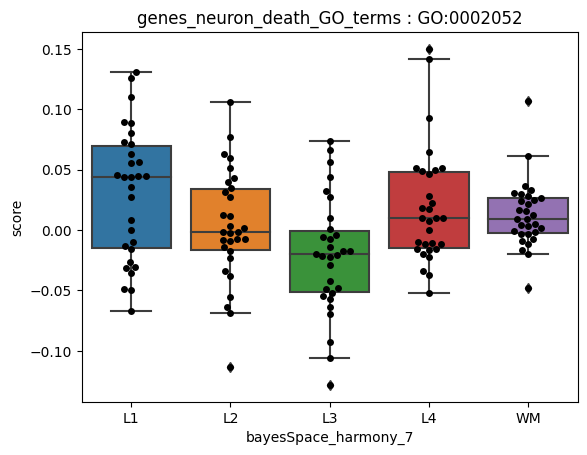 genes_neuron_death_GO_terms : GO:0002052
0.15
0.10
0.05
0.00
−0.05
−0.10
score
L1 L2 L3 L4 WM
bayesSpace_harmony_7